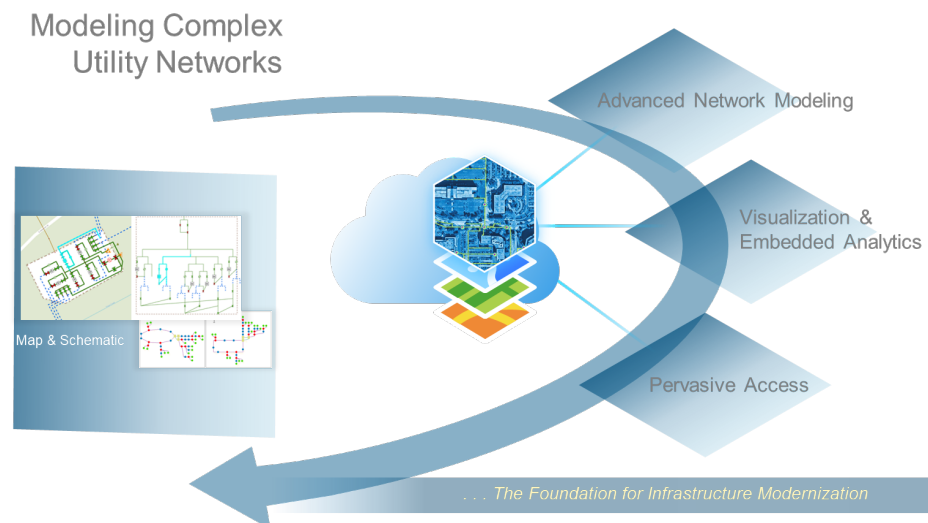 Modeling Complex
Utility Networks
Advanced Network Modeling
Visualization &
Embedded Analytics
Map & Schematic
Pervasive Access
. . . The Foundation for Infrastructure Modernization